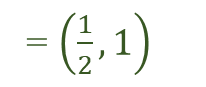 = (1/2, 1)